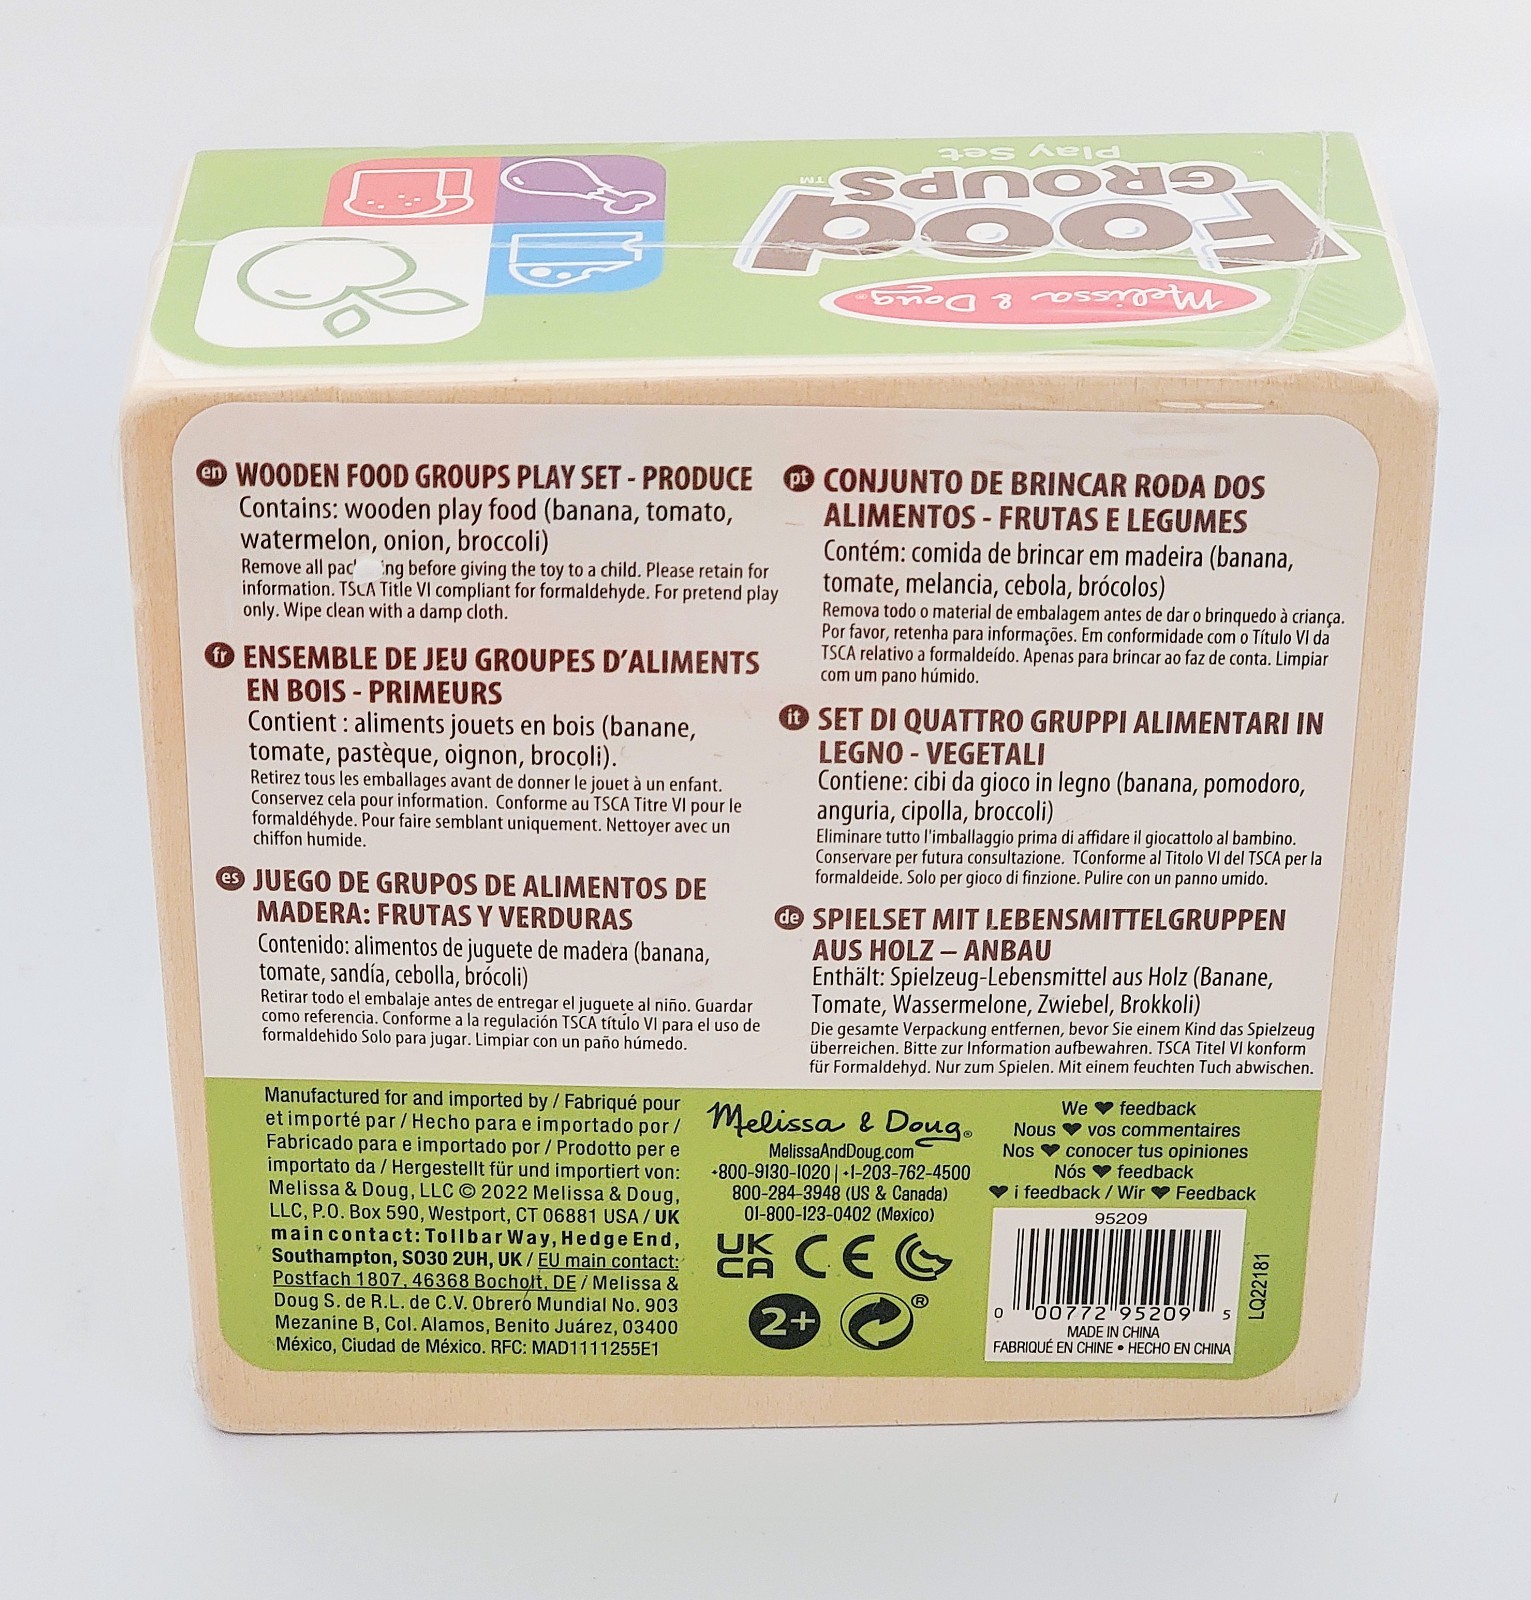 Play Set
GROUPS™
FOOD
Melissa & Doug®
en WOODEN FOOD GROUPS PLAY SET - PRODUCE
Contains: wooden play food (banana, tomato,
watermelon, onion, broccoli)
Remove all pac ing before giving the toy to a child. Please retain for
information. TSCA Title VI compliant for formaldehyde. For pretend play
only. Wipe clean with a damp cloth.
fr ENSEMBLE DE JEU GROUPES D'ALIMENTS
EN BOIS - PRIMEURS
Contient : aliments jouets en bois (banane,
tomate, pastèque, oignon, brocoli).
Retirez tous les emballages avant de donner le jouet à un enfant.
Conservez cela pour information. Conforme au TSCA Titre VI pour le
formaldéhyde. Pour faire semblant uniquement. Nettoyer avec un
chiffon humide.
es JUEGO DE GRUPOS DE ALIMENTOS DE
MADERA: FRUTAS Y VERDURAS
Contenido: alimentos de juguete de madera (banana,
tomate, sandía, cebolla, brócoli)
Retirar todo el embalaje antes de entregar el juguete al niño. Guardar
como referencia. Conforme a la regulación TSCA título VI para el uso de
formaldehido Solo para jugar. Limpiar con un paño húmedo.
pt CONJUNTO DE BRINCAR RODA DOS
ALIMENTOS - FRUTAS E LEGUMES
Contém: comida de brincar em madeira (banana,
tomate, melancia, cebola, brócolos)
Remova todo o material de embalagem antes de dar o brinquedo à criança.
Por favor, retenha para informações. Em conformidade com o Título VI da
TSCA relativo a formaldeído. Apenas para brincar ao faz de conta. Limpiar
com um pano húmido.
it SET DI QUATTRO GRUPPI ALIMENTARI IN
LEGNO - VEGETALI
Contiene: cibi da gioco in legno (banana, pomodoro,
anguria, cipolla, broccoli)
Eliminare tutto l'imballaggio prima di affidare il giocattolo al bambino.
Conservare per futura consultazione. TConforme al Titolo VI del TSCA per la
formaldeide. Solo per gioco di finzione. Pulire con un panno umido.
de SPIELSET MIT LEBENSMITTELGRUPPEN
AUS HOLZ – ANBAU
Enthält: Spielzeug-Lebensmittel aus Holz (Banane,
Tomate, Wassermelone, Zwiebel, Brokkoli)
Die gesamte Verpackung entfernen, bevor Sie einem Kind das Spielzeug
überreichen. Bitte zur Information aufbewahren. TSCA Titel VI konform
für Formaldehyd. Nur zum Spielen. Mit einem feuchten Tuch abwischen.
Manufactured for and imported by / Fabriqué pour
et importé par / Hecho para e importado por /
Fabricado para e importado por / Prodotto per e
importato da / Hergestellt für und importiert von:
Melissa & Doug, LLC © 2022 Melissa & Doug,
LLC, P.O. Box 590, Westport, CT 06881 USA / UK
main contact: Tollbar Way, Hedge End,
Southampton, SO30 2UH, UK / EU main contact:
Postfach 1807, 46368 Bocholt, DE / Melissa &
Doug S. de R.L. de C.V. Obrero Mundial No. 903
Mezanine B, Col. Alamos, Benito Juárez, 03400
México, Ciudad de México. RFC: MAD1111255E1
Melissa & Doug®
MelissaAndDoug.com
+800-9130-1020 | +1-203-762-4500
800-284-3948 (US & Canada)
01-800-123-0402 (Mexico)
UK
CA CE
2+ ®
We ♥ feedback
Nous ♥ vos commentaires
Nos ♥ conocer tus opiniones
Nós ♥ feedback
♥ i feedback / Wir ♥ Feedback
95209
0 00772 95209 5
MADE IN CHINA
FABRIQUÉ EN CHINE • HECHO EN CHINA
LQ22181